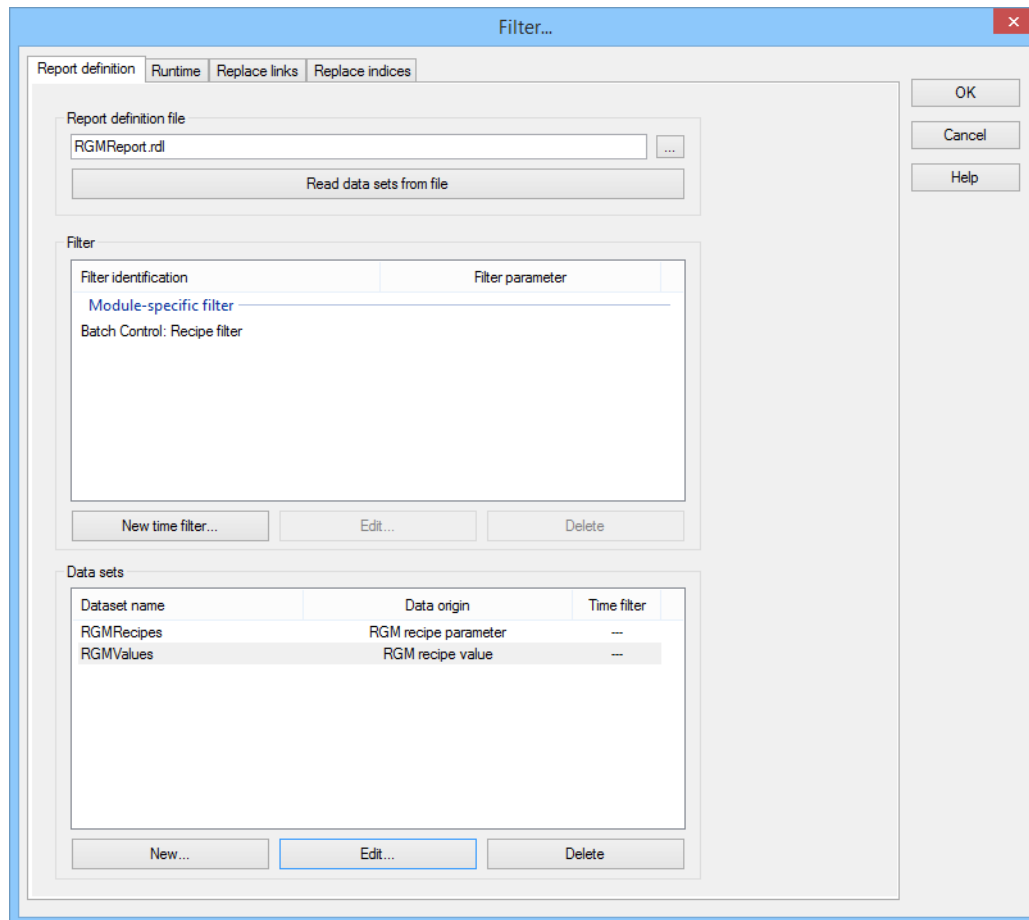 Filter...
Report definition Runtime Replace links Replace indices
OK
Cancel
Help
Report definition file
RGMReport.rdl ...
Read data sets from file
Filter
Filter identification Filter parameter
Module-specific filter
Batch Control: Recipe filter
New time filter... Edit... Delete
Data sets
Dataset name Data origin Time filter
RGMRecipes RGM recipe parameter ---
RGMValues RGM recipe value ---
New... Edit... Delete